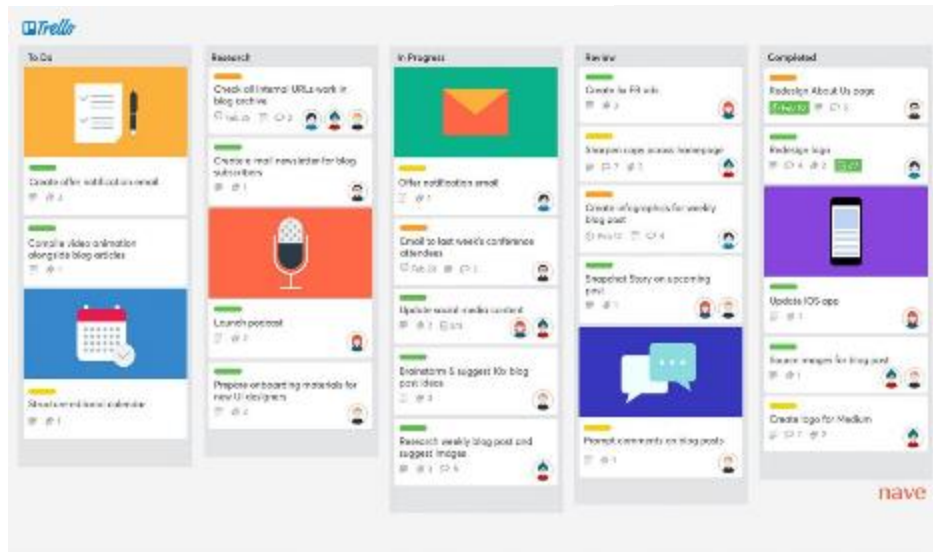 Trello
To Do
Create offer notification email
Compile video animation
alongside blog articles
Structure editorial calendar
Research
Check all internal URLs work in
blog archive
Feb 25
Create e-mail newsletter for blog
subscribers
Launch podcast
Prepare onboarding materials for
new UI designers
In Progress
Offer notification email
Email to last week's conference
attendees
Update social media content
Brainstorm & suggest 10x blog
post ideas
Research weekly blog post and
suggest images
Review
Create 6x FB ads
Sharpen copy across homepage
Create infographics for weekly
blog post
Snapchat Story on upcoming
post
Prompt comments on blog posts
Completed
Redesign About Us page
Redesign logo
Update IOS app
Source images for blog post
Create logo for Medium
nave